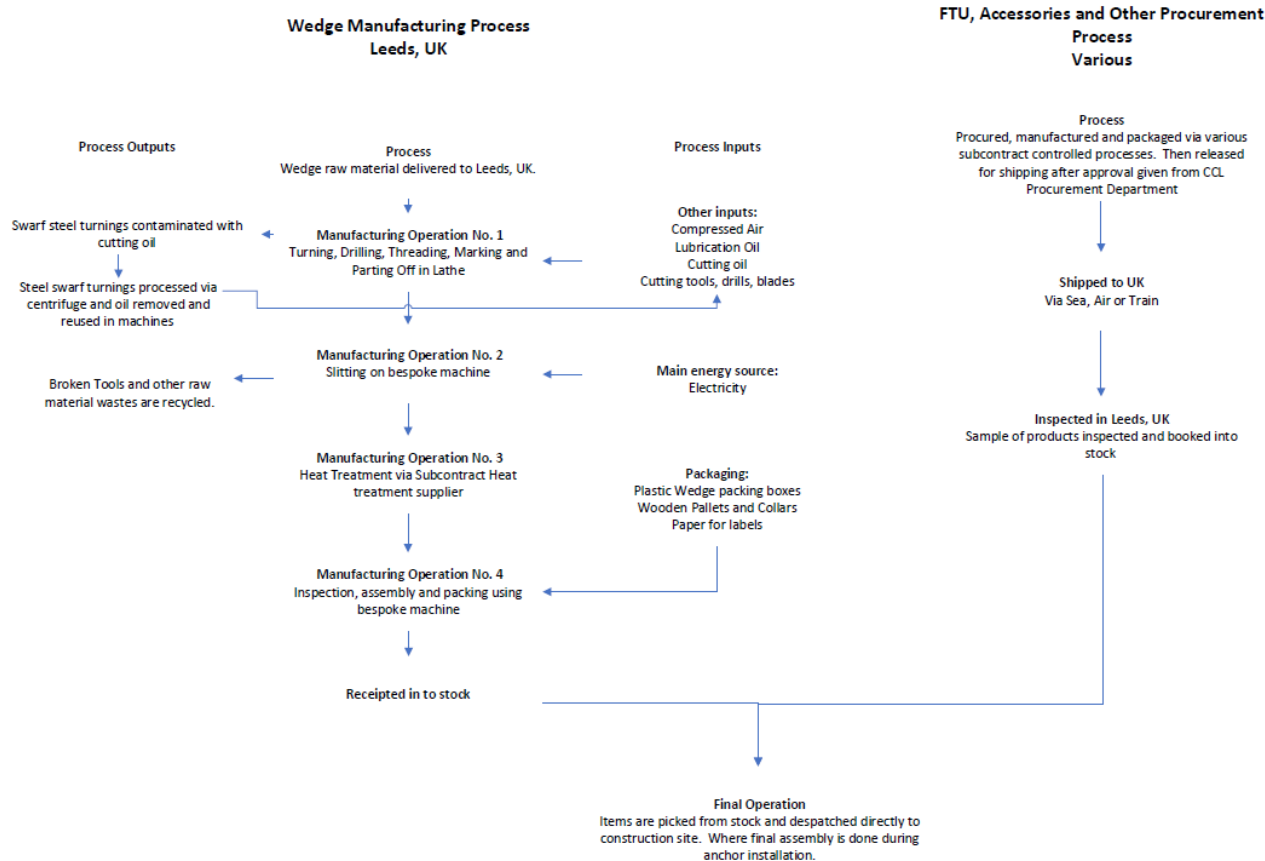 Wedge Manufacturing Process
Leeds, UK
FTU, Accessories and Other Procurement
Process
Various
Process Outputs
Process
Wedge raw material delivered to Leeds, UK.
Process Inputs
Process
Procured, manufactured and packaged via various
subcontract controlled processes. Then released
for shipping after approval given from CCL
Procurement Department
Swarf steel turnings contaminated with
cutting oil
Manufacturing Operation No. 1
Turning, Drilling, Threading, Marking and
Parting Off in Lathe
Other inputs:
Compressed Air
Lubrication Oil
Cutting oil
Cutting tools, drills, blades
Steel swarf turnings processed via
centrifuge and oil removed and
reused in machines
Shipped to UK
Via Sea, Air or Train
Manufacturing Operation No. 2
Slitting on bespoke machine
Broken Tools and other raw
material wastes are recycled.
Main energy source:
Electricity
Inspected in Leeds, UK
Sample of products inspected and booked into
stock
Manufacturing Operation No. 3
Heat Treatment via Subcontract Heat
treatment supplier
Packaging:
Plastic Wedge packing boxes
Wooden Pallets and Collars
Paper for labels
Manufacturing Operation No. 4
Inspection, assembly and packing using
bespoke machine
Receipted in to stock
Final Operation
Items are picked from stock and despatched directly to
construction site. Where final assembly is done during
anchor installation.